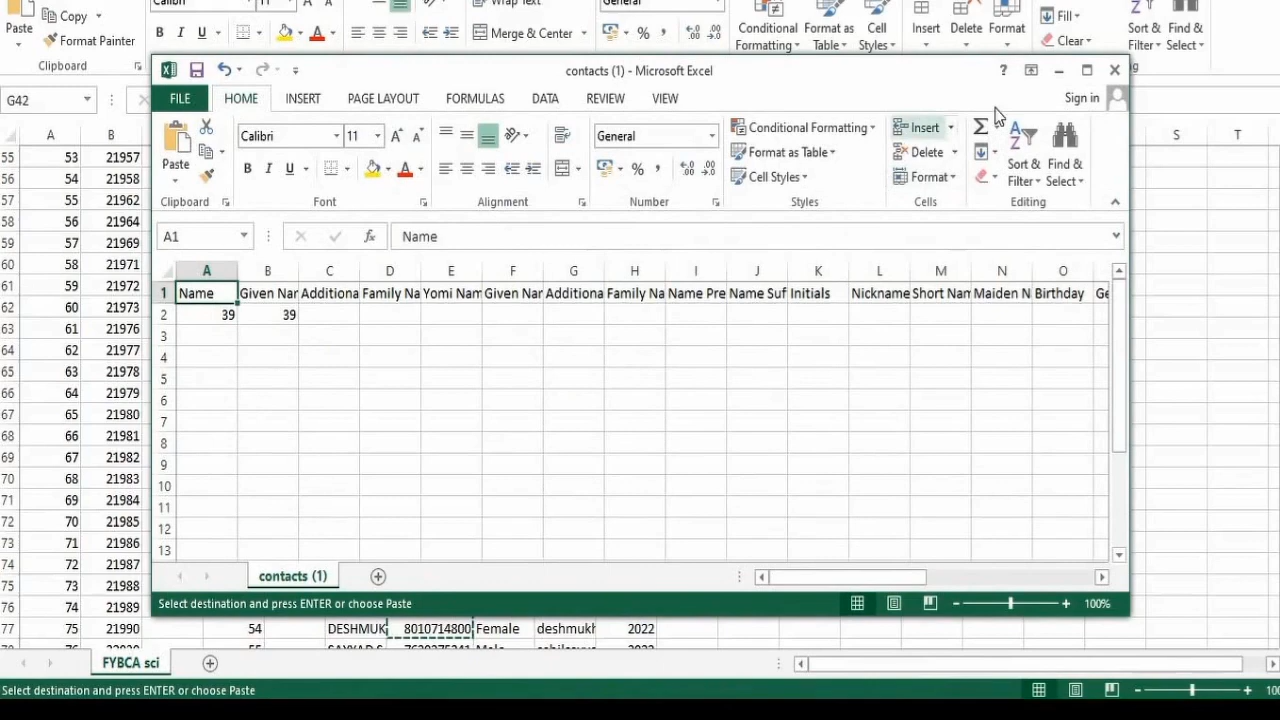 Calibri 11 Wrap Text General
Copy Fill
Paste Format Painter B I U Merge & Center % Conditional Format as Cell Insert Delete Format Clear Sort & Find &
Formatting Table Styles Filter Select
Clipboard
G42
contacts (1) - Microsoft Excel
FILE HOME INSERT PAGE LAYOUT FORMULAS DATA REVIEW VIEW Sign in
Calibri 11 General Conditional Formatting Insert
Paste Format as Table Delete Sort & Find &
B I U % Cell Styles Format Filter Select
Clipboard Font Alignment Number Styles Cells Editing
A1 fx Name
A B C D E F G H I J K L M N O
1 Name Given Nar Additiona Family Na Yomi Nam Given Nar Additiona Family Na Name Pre Name Suf Initials Nickname Short Nam Maiden N Birthday Ge
2 39 39
3
4
5
6
7
8
9
10
11
12
13
contacts (1)
Select destination and press ENTER or choose Paste 100%
A B S T
55 53 21957
56 54 21958
57 55 21962
58 56 21964
59 57 21969
60 58 21971
61 59 21972
62 60 21973
63 61 21976
64 62 21977
65 63 21978
66 64 21979
67 65 21980
68 66 21981
69 67 21982
70 68 21983
71 69 21984
72 70 21985
73 71 21986
74 72 21987
75 73 21988
76 74 21989
77 75 21990 54 DESHMUK 8010714800 Female deshmukh 2022
FYBCA sci
Select destination and press ENTER or choose Paste 100